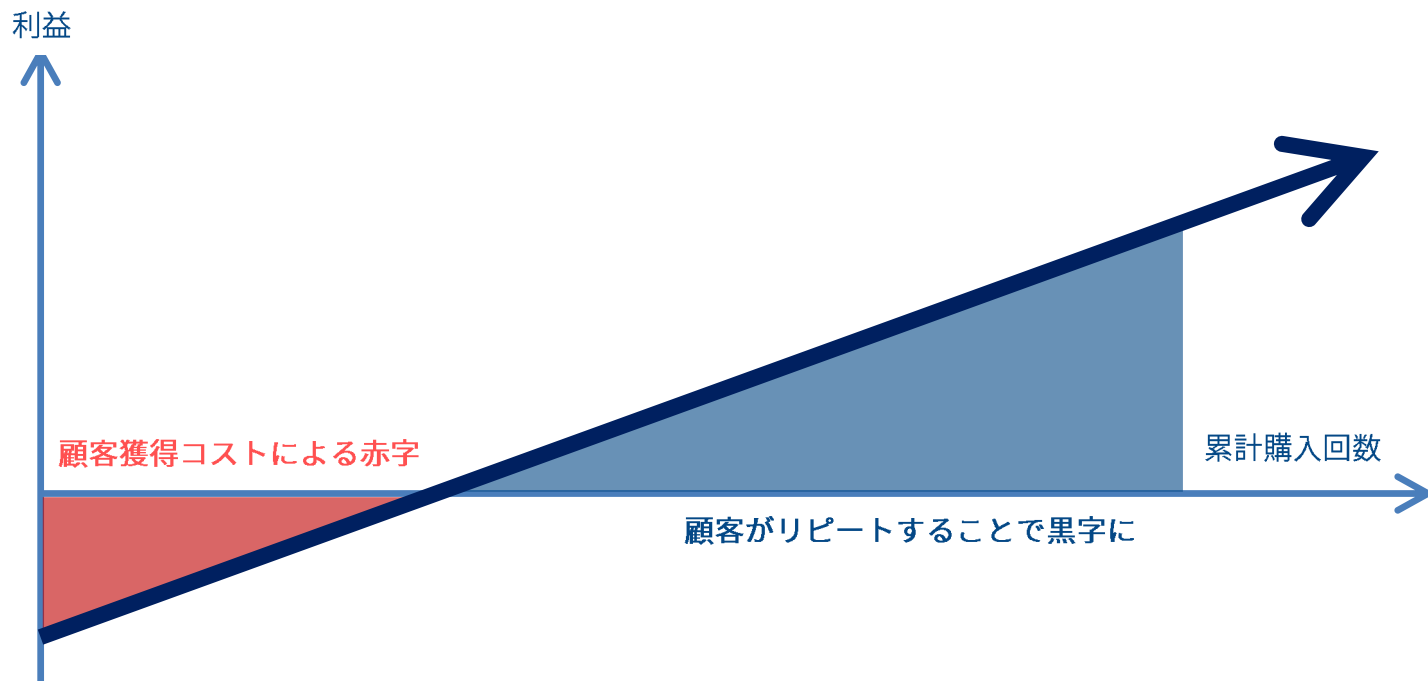 利益
顧客獲得コストによる赤字
累計購入回数
顧客がリピートすることで黒字に